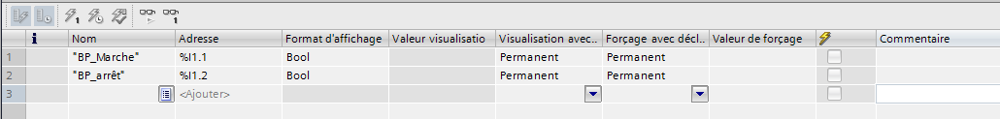 i Nom Adresse Format d'affichage Valeur visualisatio Visualisation avec.. Forçage avec décl.. Valeur de forçage Commentaire
1 "BP_Marche" %I1.1 Bool Permanent Permanent
2 "BP_arrêt" %I1.2 Bool Permanent Permanent
3 <Ajouter>